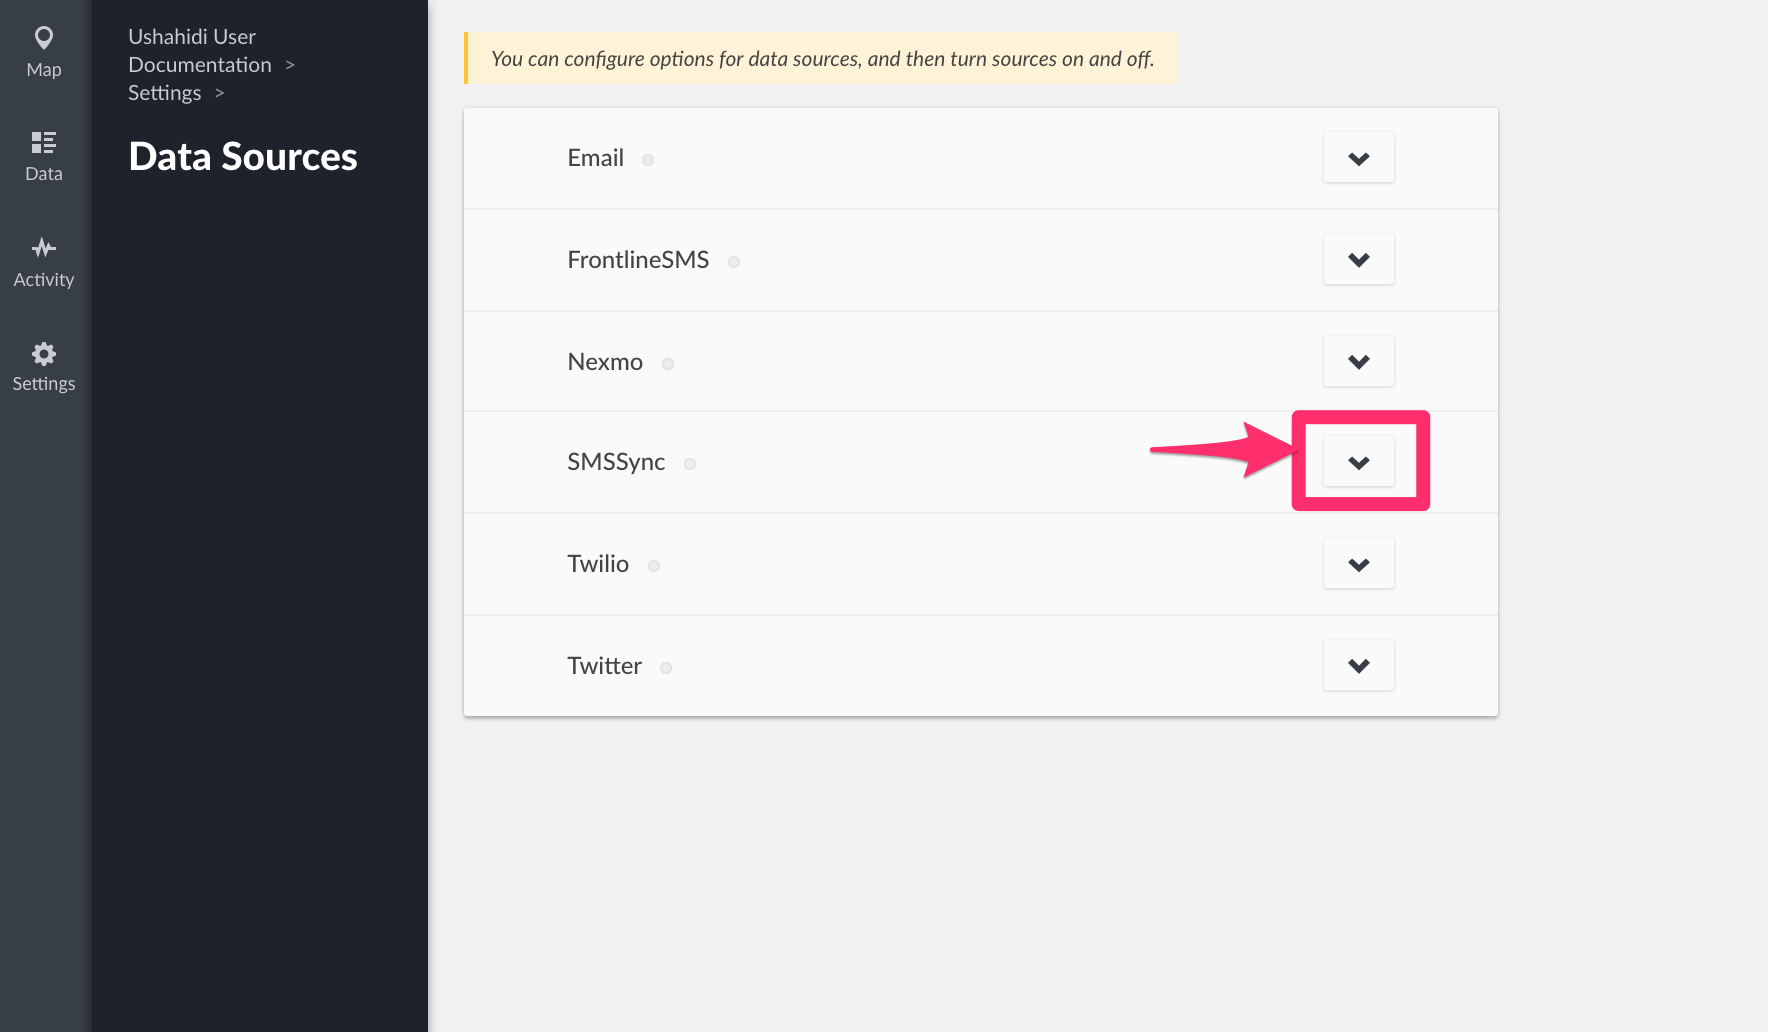 Map
Data
Activity
Settings
Ushahidi User
Documentation >
Settings >
Data Sources
You can configure options for data sources, and then turn sources on and off.
Email
FrontlineSMS
Nexmo
SMSSync
Twilio
Twitter